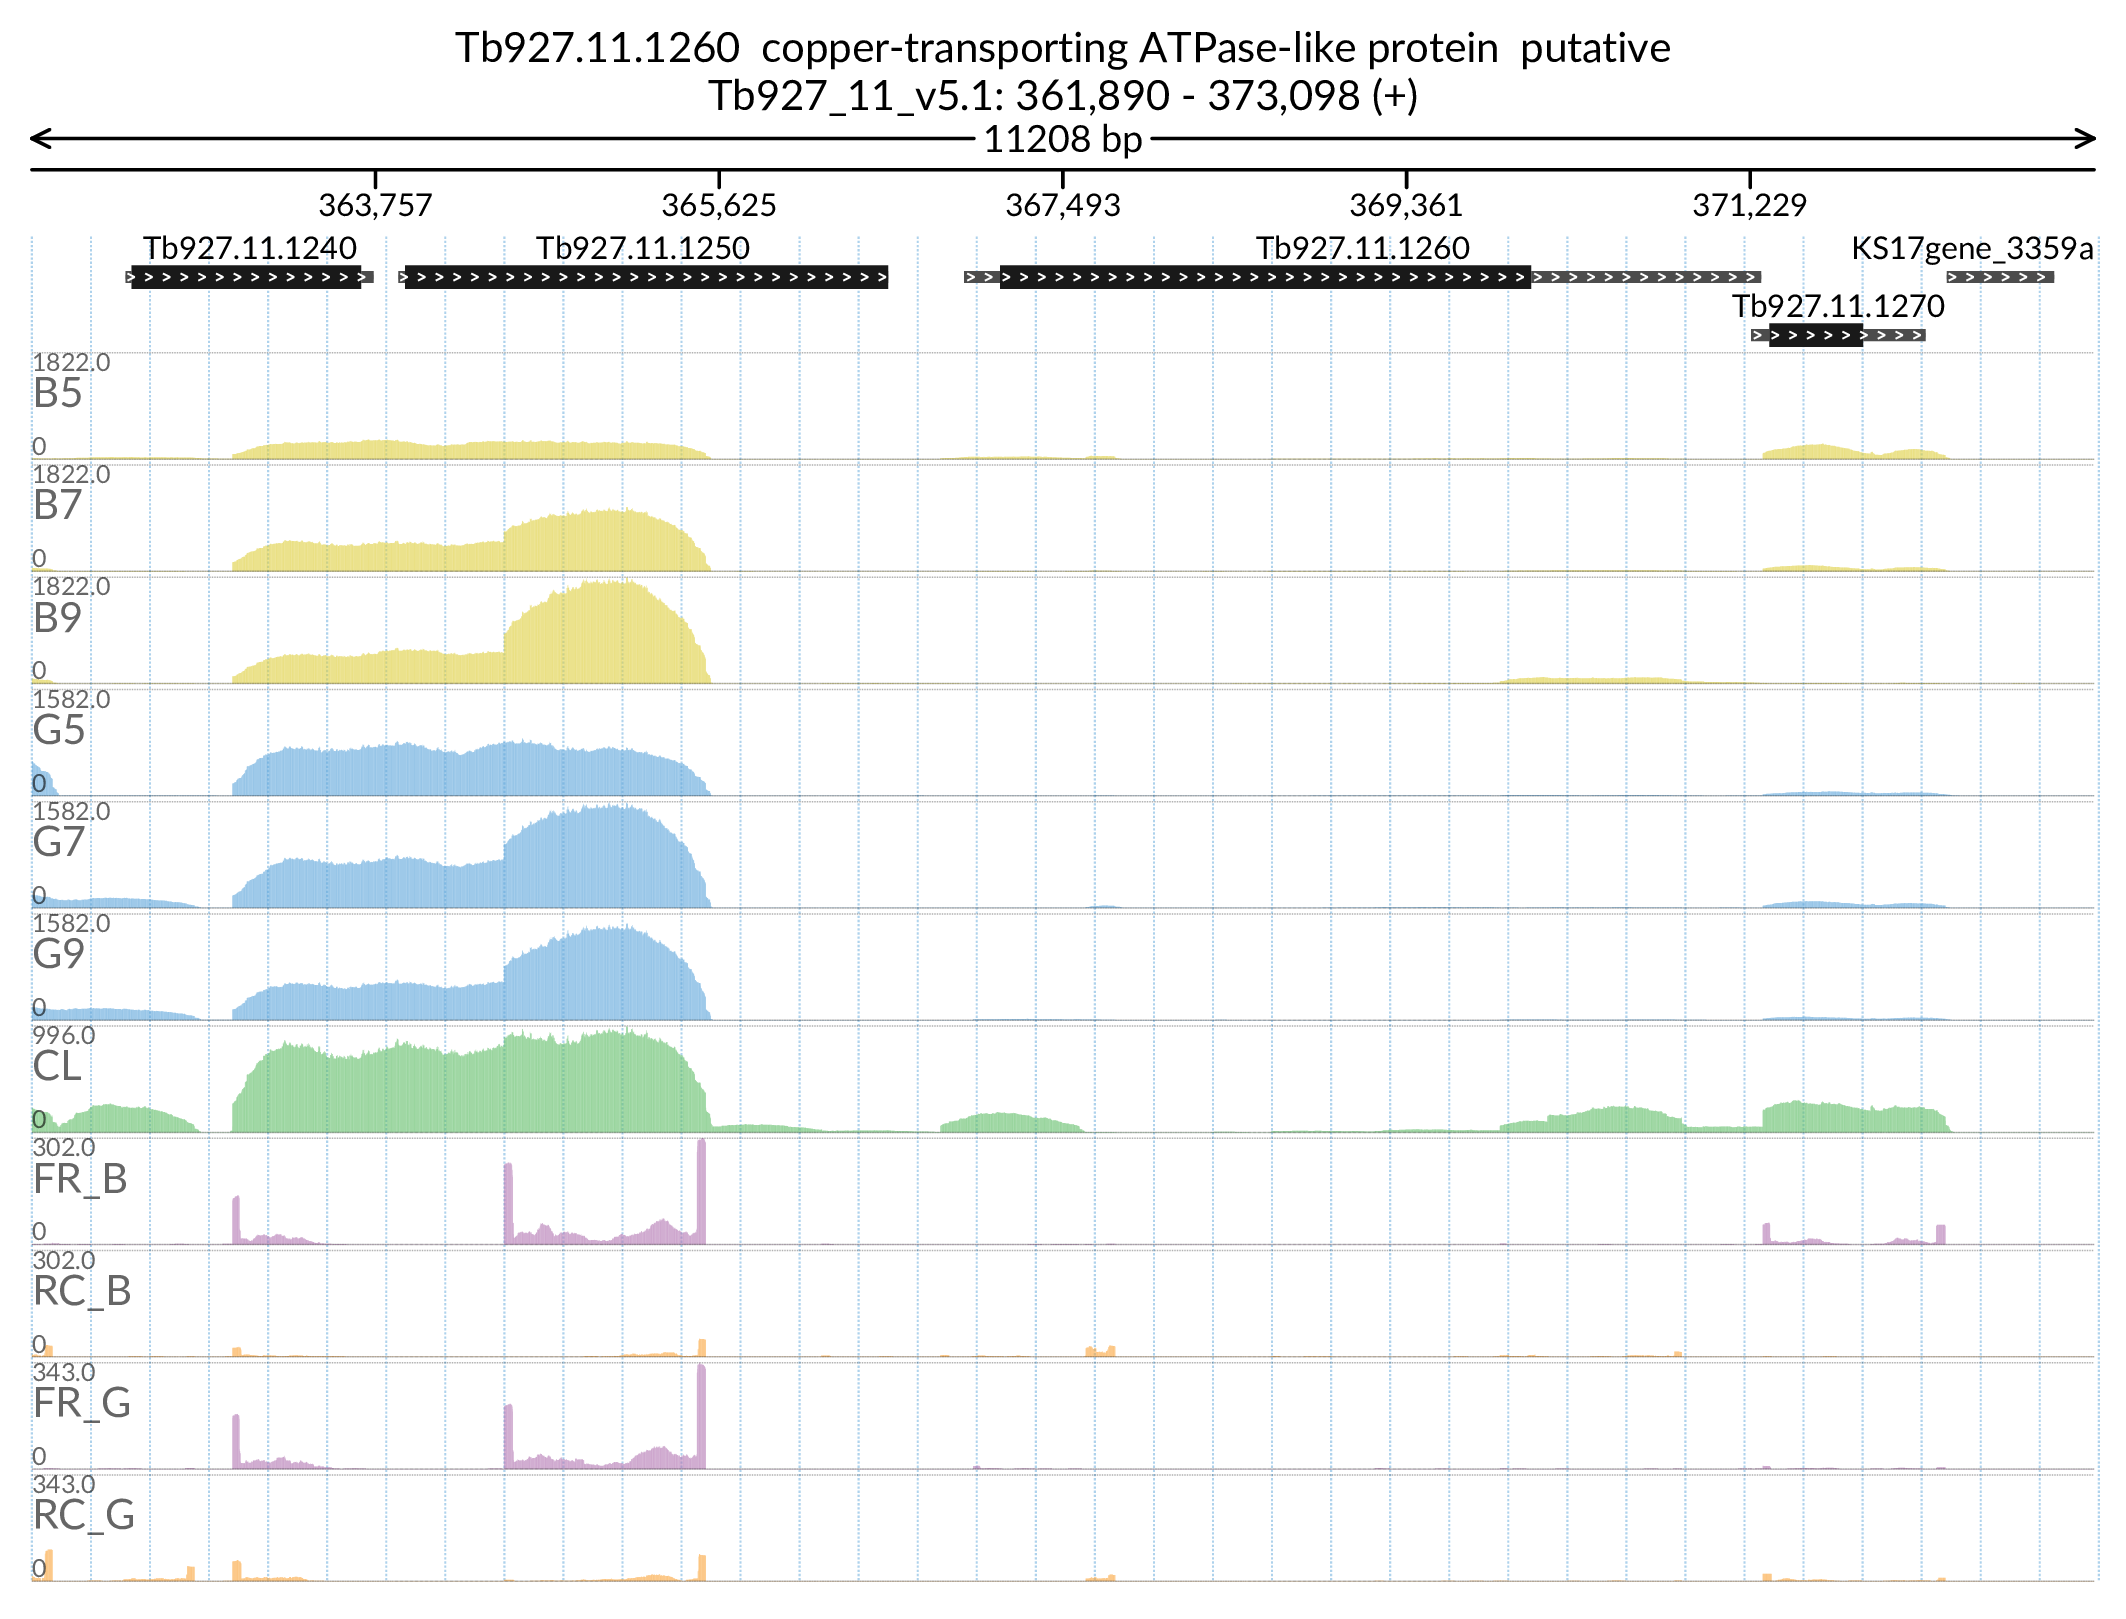 Tb927.11.1260  copper-transporting ATPase-like protein  putative
Tb927_11_v5.1: 361,890 - 373,098 (+)
11208 bp
363,757 365,625 367,493 369,361 371,229
Tb927.11.1240 Tb927.11.1250 Tb927.11.1260 KS17gene_3359a
Tb927.11.1270
1822.0
B5
0
1822.0
B7
0
1822.0
B9
0
1582.0
G5
0
1582.0
G7
0
1582.0
G9
0
996.0
CL
0
302.0
FR_B
0
302.0
RC_B
0
343.0
FR_G
0
343.0
RC_G
0